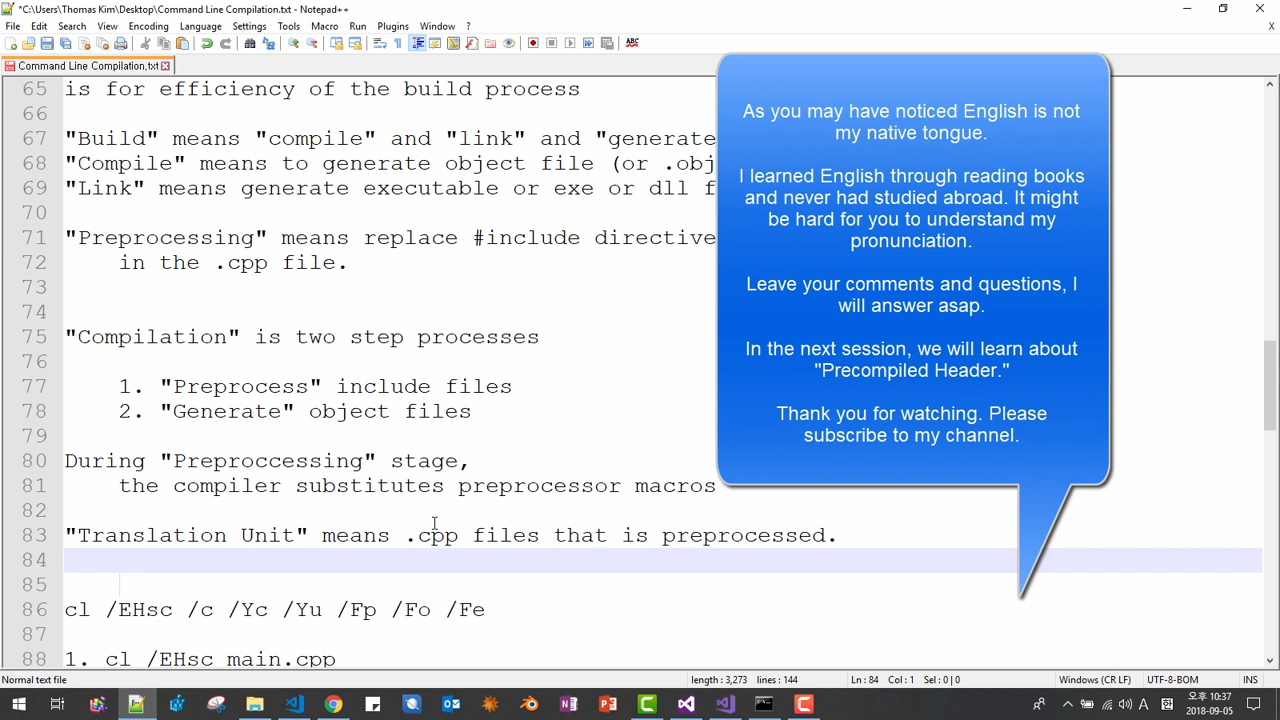 *C:\Users\Thomas Kim\Desktop\Command Line Compilation.txt - Notepad++
File Edit Search View Encoding Language Settings Tools Macro Run Plugins Window ?
X
Command Line Compilation.txt
65 is for efficiency of the build process
66
67 "Build" means "compile" and "link" and "generate
68 "Compile" means to generate object file (or .obj
69 "Link" means generate executable or exe or dll f
70
71 "Preprocessing" means replace #include directive
72 in the .cpp file.
73
74
75 "Compilation" is two step processes
76
77 1. "Preprocess" include files
78 2. "Generate" object files
79
80 During "Preproccessing" stage,
81 the compiler substitutes preprocessor macros
82
83 "Translation Unit" means .cpp files that is preprocessed.
84
85
86 cl /EHsc /c /Yc /Yu /Fp /Fo /Fe
87
88 1. cl /EHsc main.cpp
As you may have noticed English is not
my native tongue.
I learned English through reading books
and never had studied abroad. It might
be hard for you to understand my
pronunciation.
Leave your comments and questions, I
will answer asap.
In the next session, we will learn about
"Precompiled Header."
Thank you for watching. Please
subscribe to my channel.
Normal text file
length : 3,273 lines : 144
Ln : 84 Col : 1 Sel : 0 | 0
Windows (CR LF)
UTF-8-BOM
INS
A
오후 10:37
2018-09-05